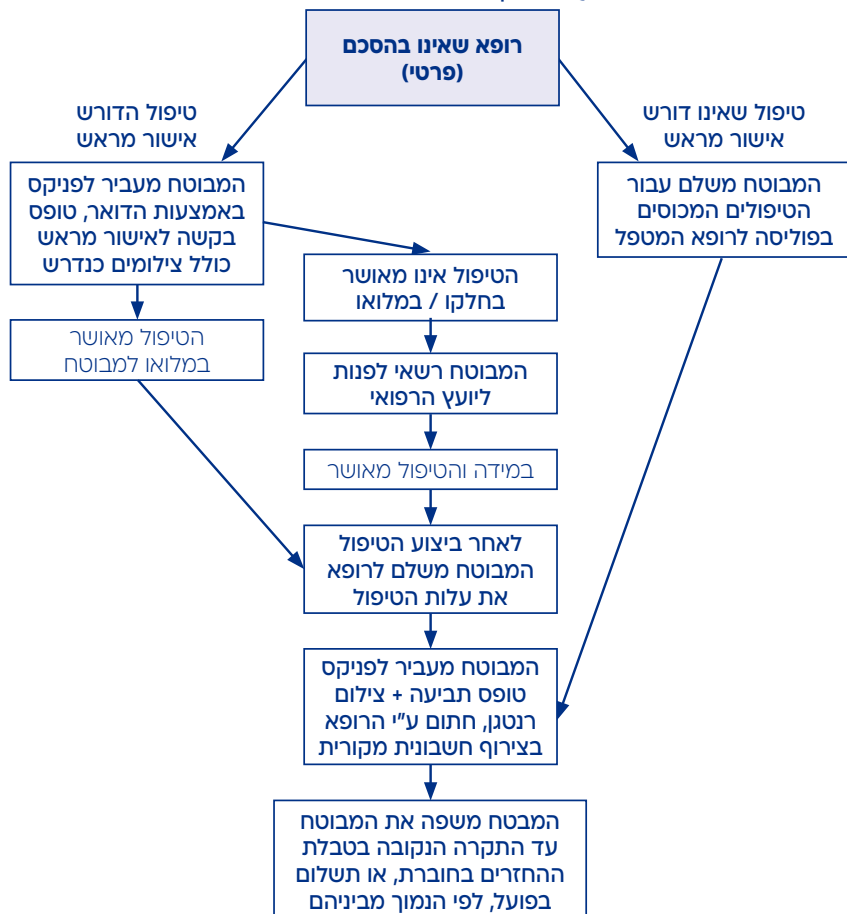 רופא שאינו בהסכם
(פרטי)
טיפול שאינו דורש
אישור מראש
טיפול הדורש
אישור מראש
המבוטח משלם עבור
הטיפולים המכוסים
בפוליסה לרופא המטפל
המבוטח מעביר לפניקס
באמצעות הדואר, טופס
בקשה לאישור מראש
כולל צילומים כנדרש
הטיפול אינו מאושר
בחלקו / במלואו
הטיפול מאושר
במלואו למבוטח
המבוטח רשאי לפנות
ליועץ הרפואי
במידה והטיפול מאושר
לאחר ביצוע הטיפול
המבוטח משלם לרופא
את עלות הטיפול
המבוטח מעביר לפניקס
טופס תביעה + צילום
רנטגן, חתום ע"י הרופא
בצירוף חשבונית מקורית
המבטח משפה את המבוטח
עד התקרה הנקובה בטבלת
ההחזרים בחוברת, או תשלום
בפועל, לפי הנמוך מביניהם